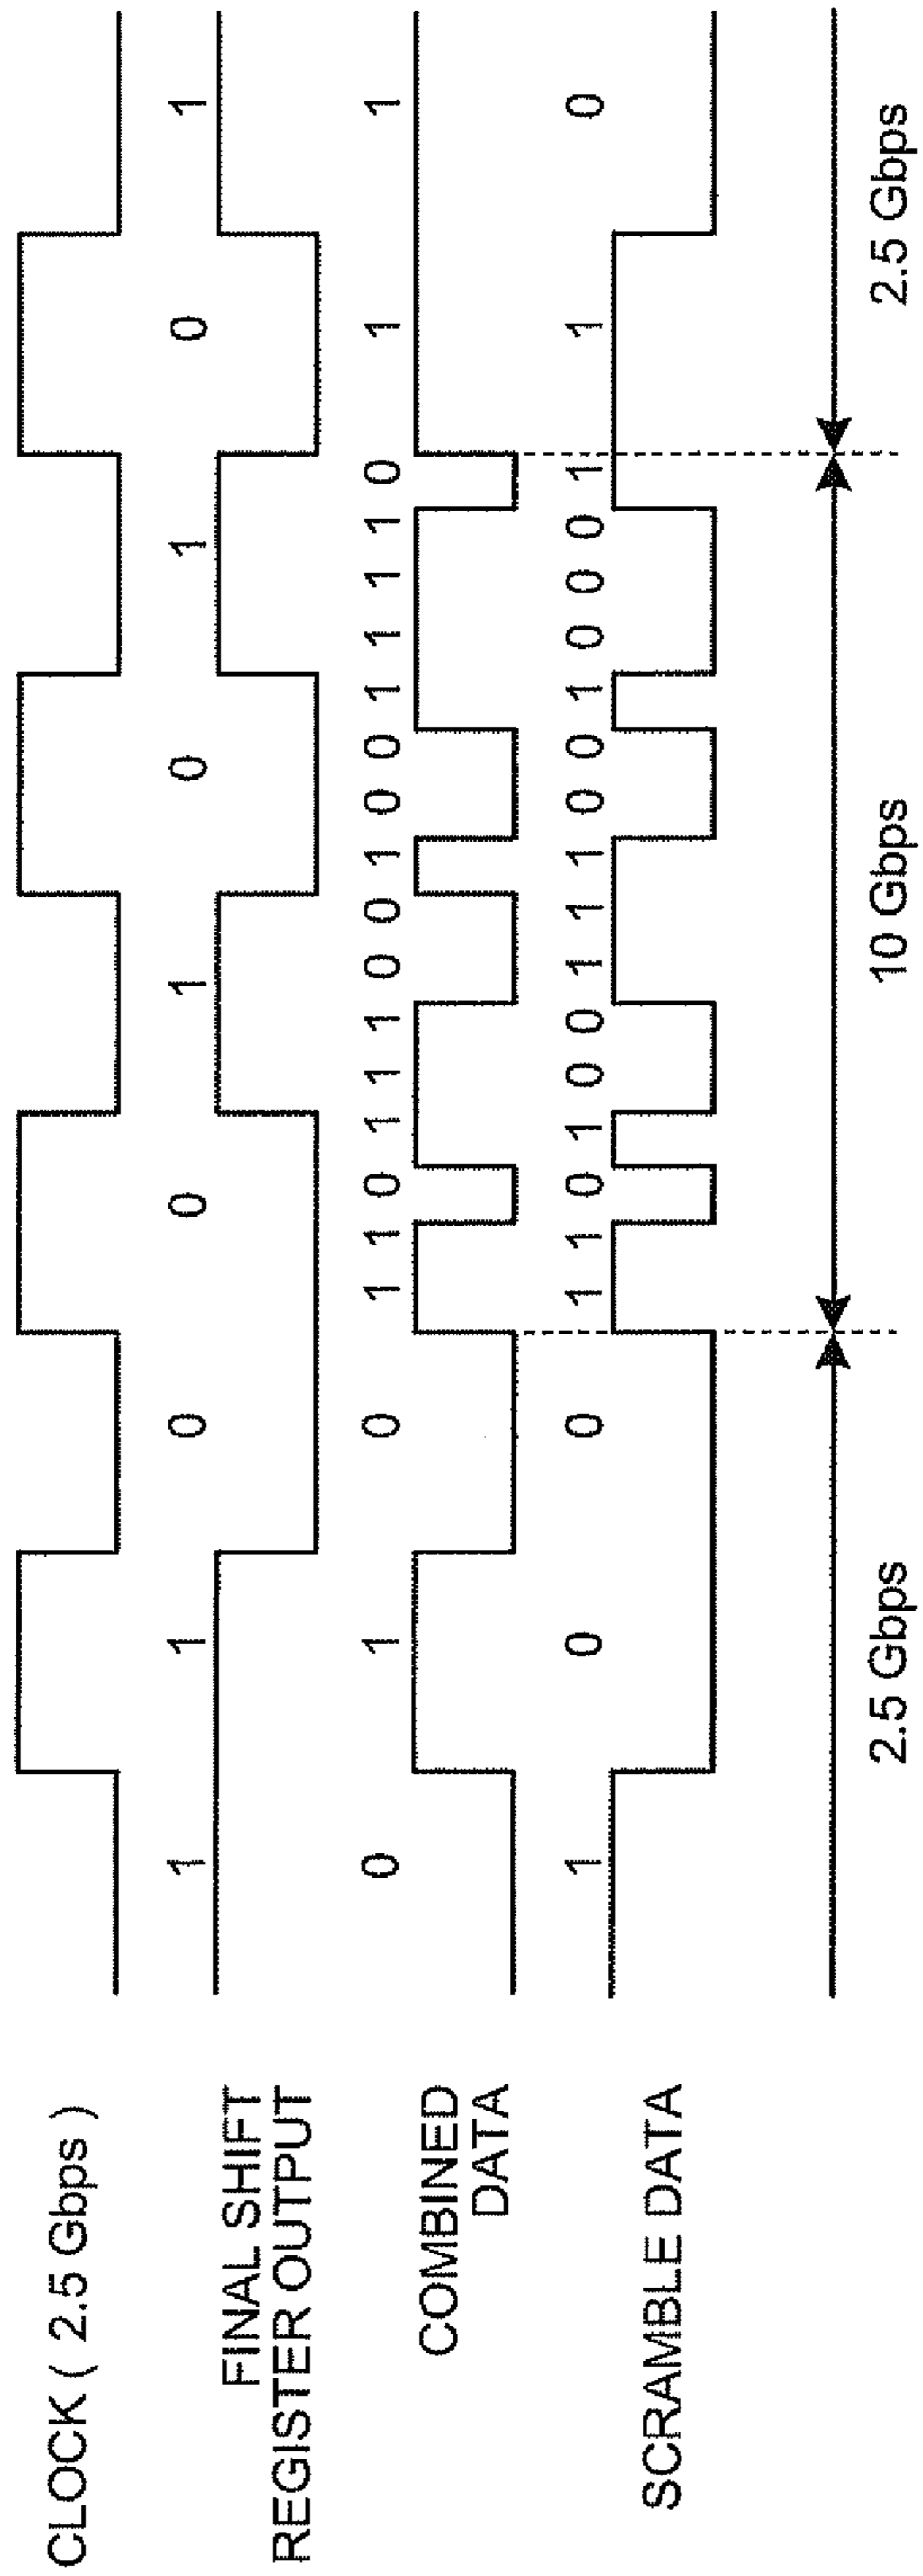 CLOCK ( 2.5 Gbps )
FINAL SHIFT
REGISTER OUTPUT
1 1 0 0 1 0 1 0 1
COMBINED
DATA
0 1 0 1 1 0 1 1 1 0 0 1 0 0 1 1 1 1 0 1 1
SCRAMBLE DATA
1 0 0 1 1 0 1 0 0 1 1 1 0 0 1 0 0 0 1 1 0
2.5 Gbps
10 Gbps
2.5 Gbps